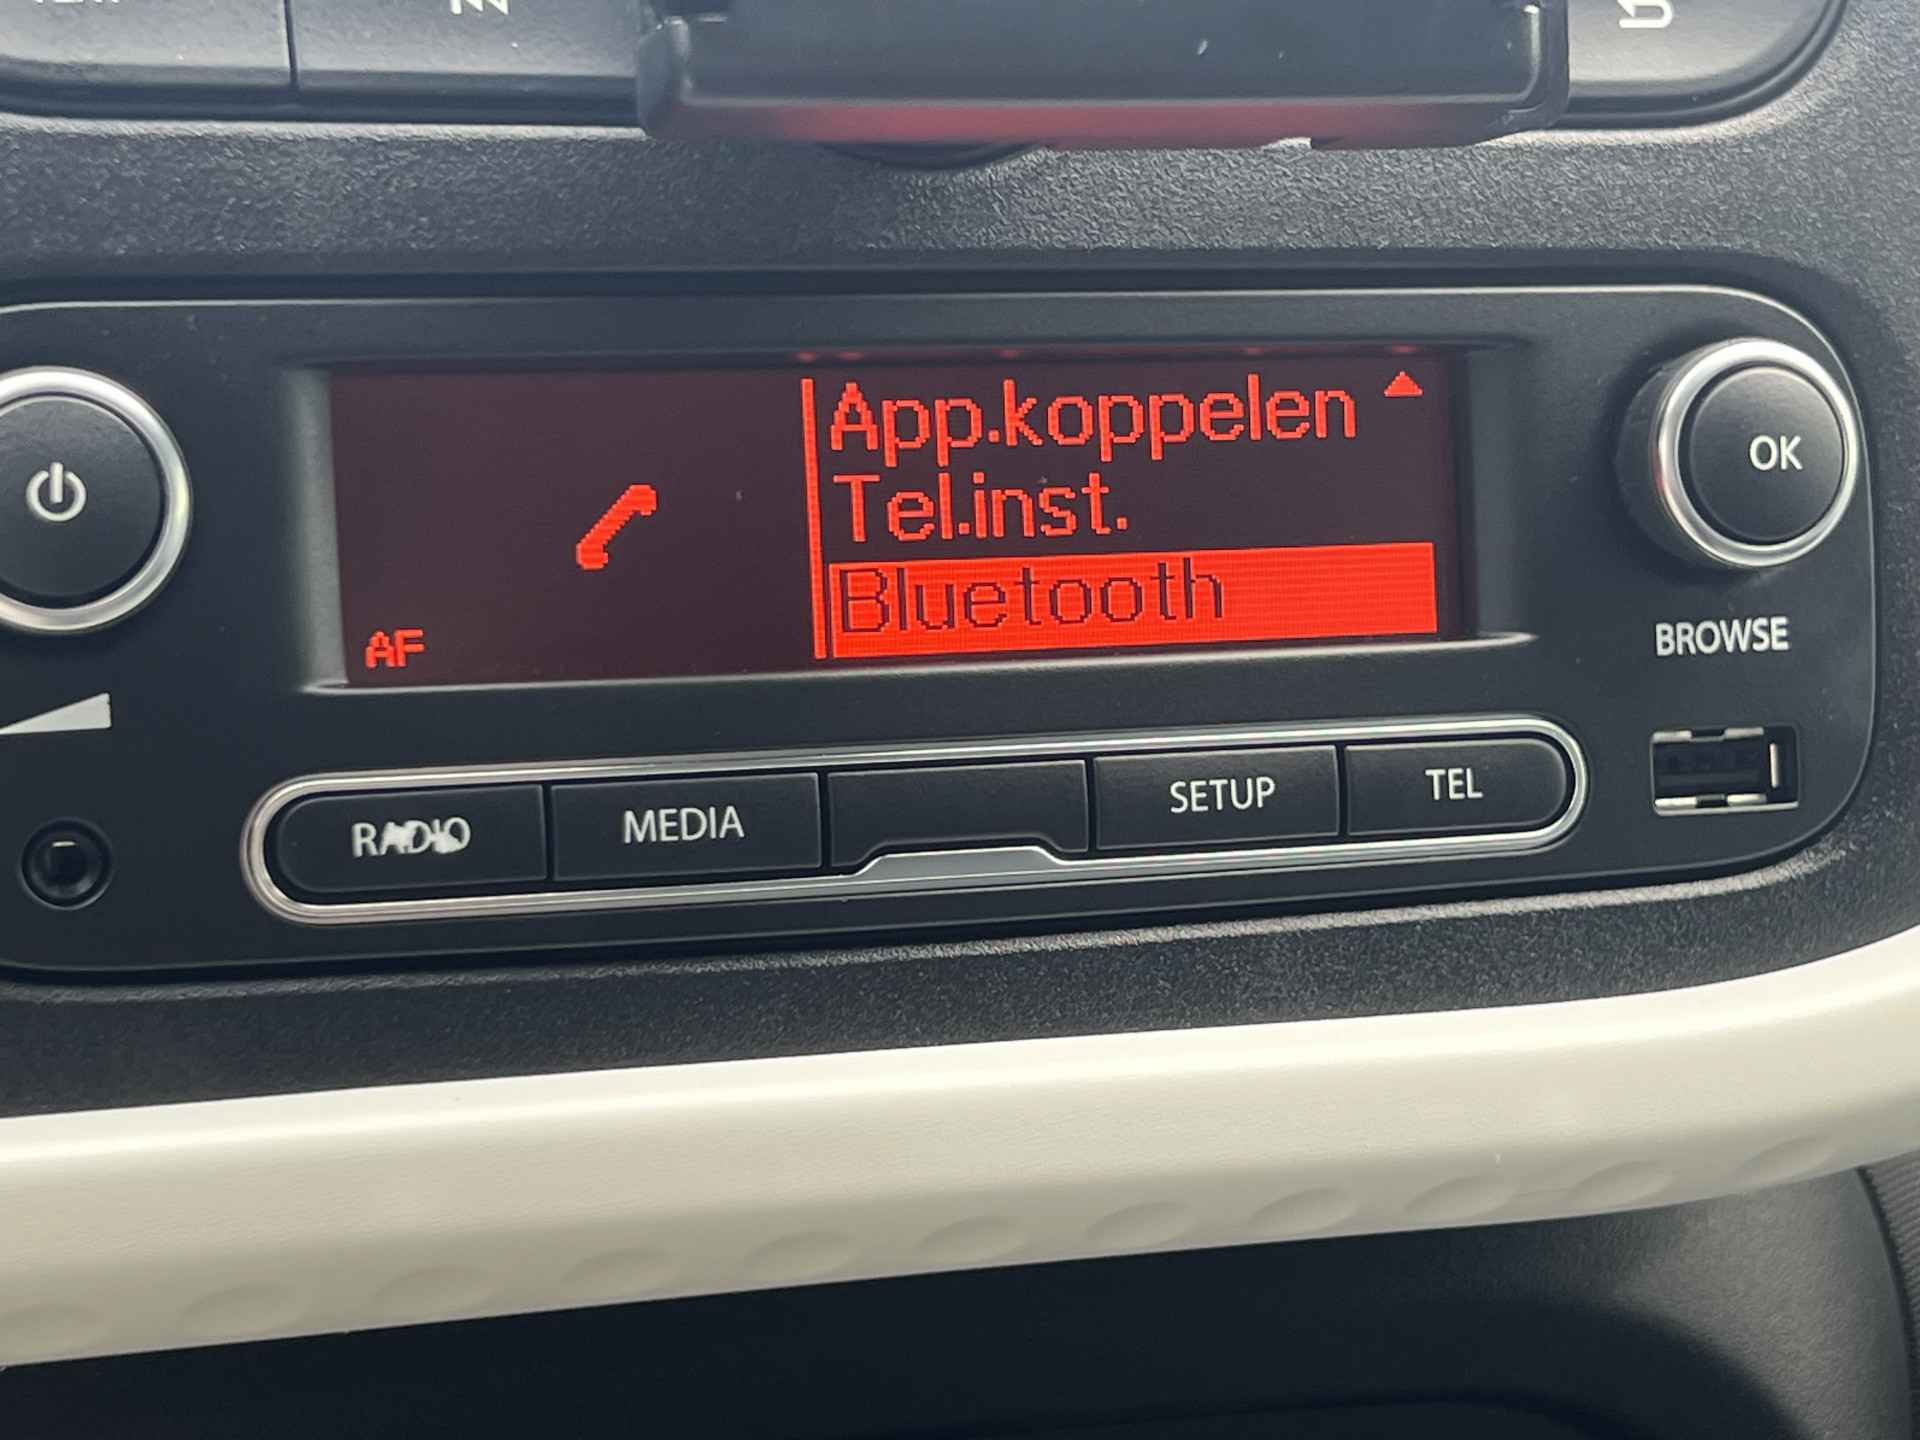 App.koppelen
Tel.inst.
Bluetooth
AF
OK
BROWSE
RADIO
MEDIA
SETUP
TEL